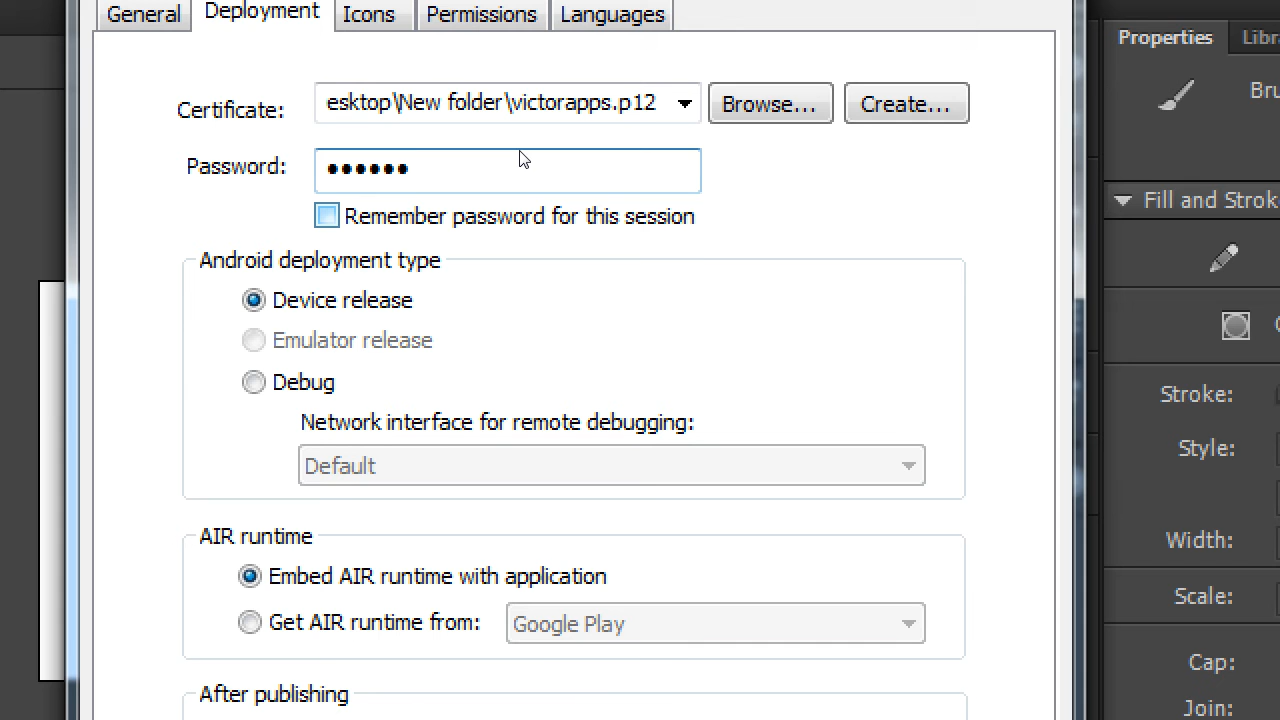 General Deployment Icons Permissions Languages
Certificate: esktop\New folder\victorapps.p12 Browse... Create...
Password: ●●●●●●
Remember password for this session
Android deployment type
Device release
Emulator release
Debug
Network interface for remote debugging:
Default
AIR runtime
Embed AIR runtime with application
Get AIR runtime from: Google Play
After publishing
Properties Libr
Bru
Fill and Strok
Stroke:
Style:
Width:
Scale:
Cap:
Join: